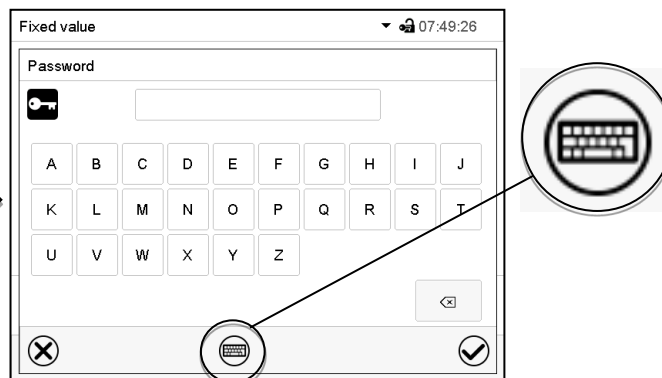 Fixed value 07:49:26
Password
A B C D E F G H I J
K L M N O P Q R S T
U V W X Y Z